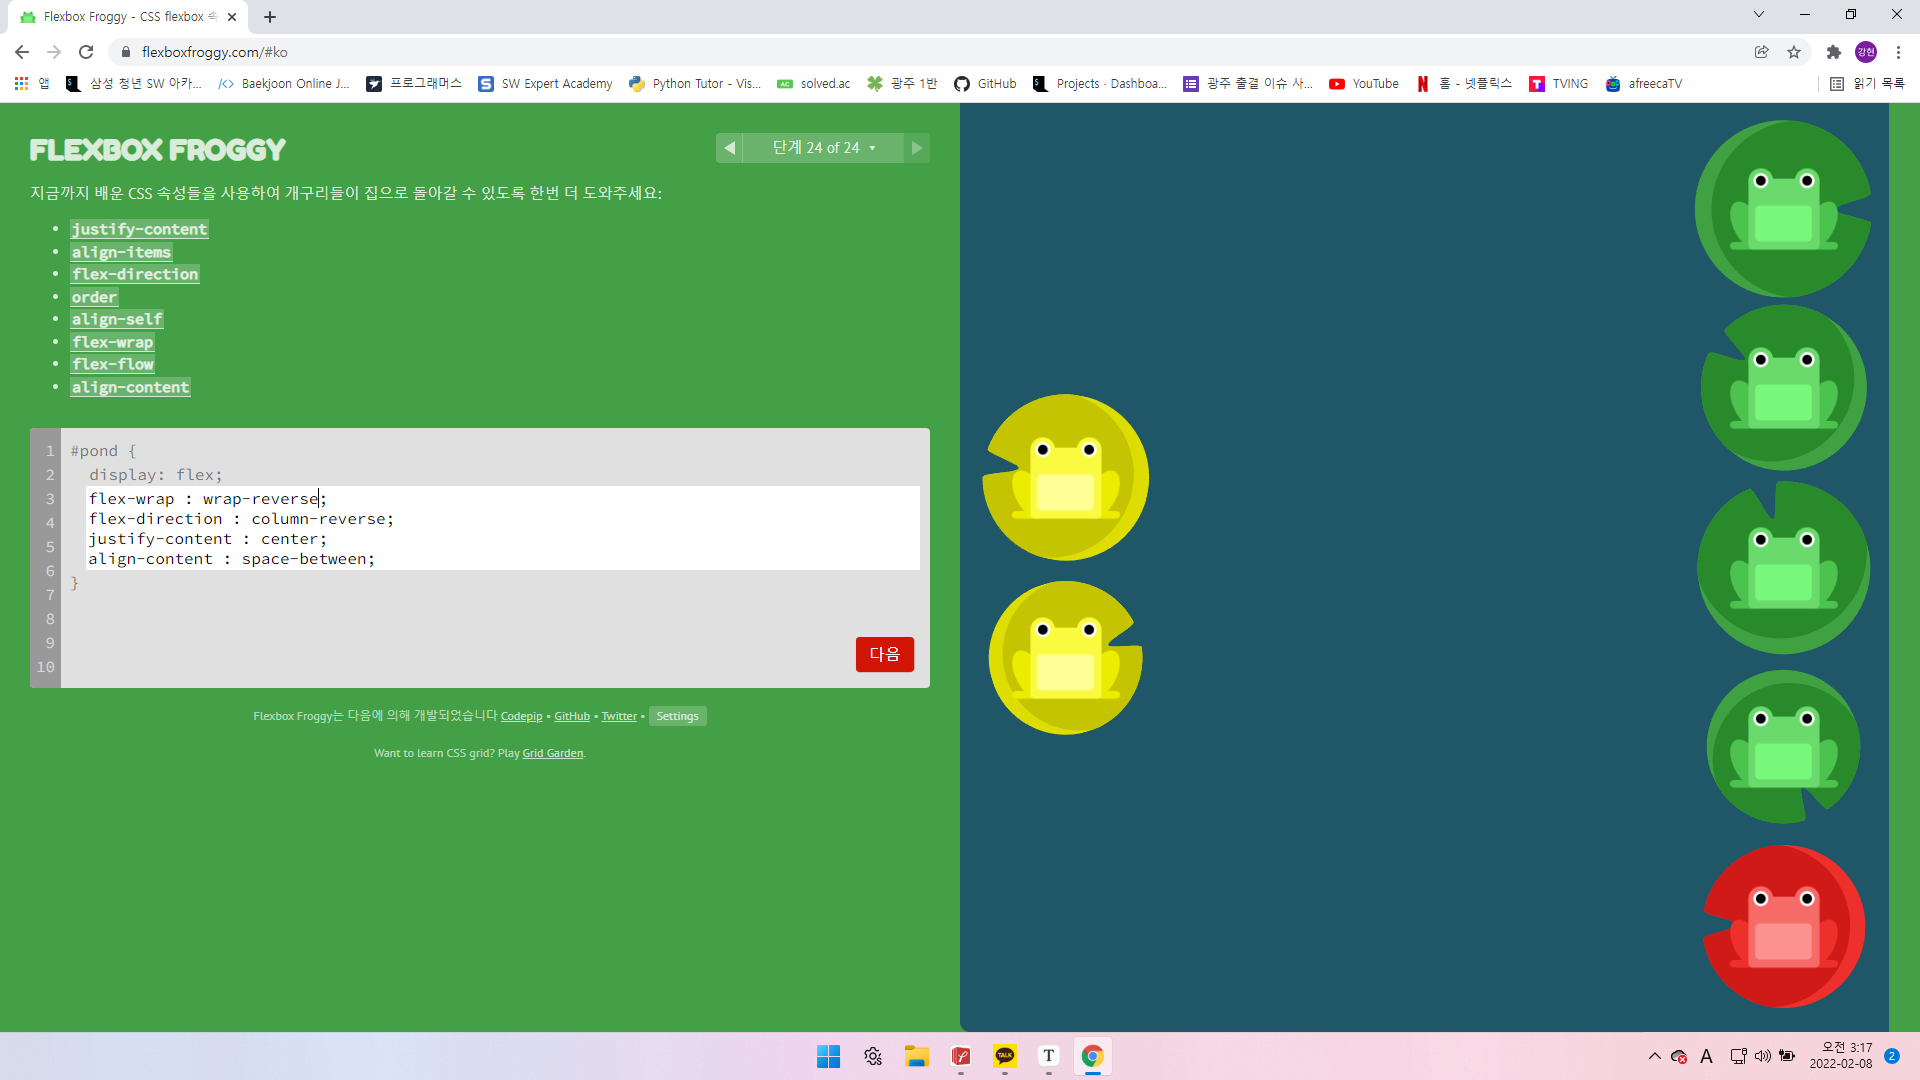 Flexbox Froggy - CSS flexbox 속
flexboxfroggy.com/#ko
강현
앱
삼성 청년 SW 아카...
Baekjoon Online J...
프로그래머스
SW Expert Academy
Python Tutor - Vis...
solved.ac
광주 1반
GitHub
Projects · Dashboa...
광주 출결 이슈 사...
YouTube
홈 - 넷플릭스
TVING
afreecaTV
읽기 목록
FLEXBOX FROGGY
단계 24 of 24
지금까지 배운 CSS 속성들을 사용하여 개구리들이 집으로 돌아갈 수 있도록 한번 더 도와주세요:
justify-content
align-items
flex-direction
order
align-self
flex-wrap
flex-flow
align-content
1 #pond {
2 display: flex;
3 flex-wrap : wrap-reverse;
4 flex-direction : column-reverse;
5 justify-content : center;
6 align-content : space-between;
7 }
8
9
10
다음
Flexbox Froggy는 다음에 의해 개발되었습니다 Codepip • GitHub • Twitter • Settings
Want to learn CSS grid? Play Grid Garden.
TALK
T
A
오전 3:17
2022-02-08
2